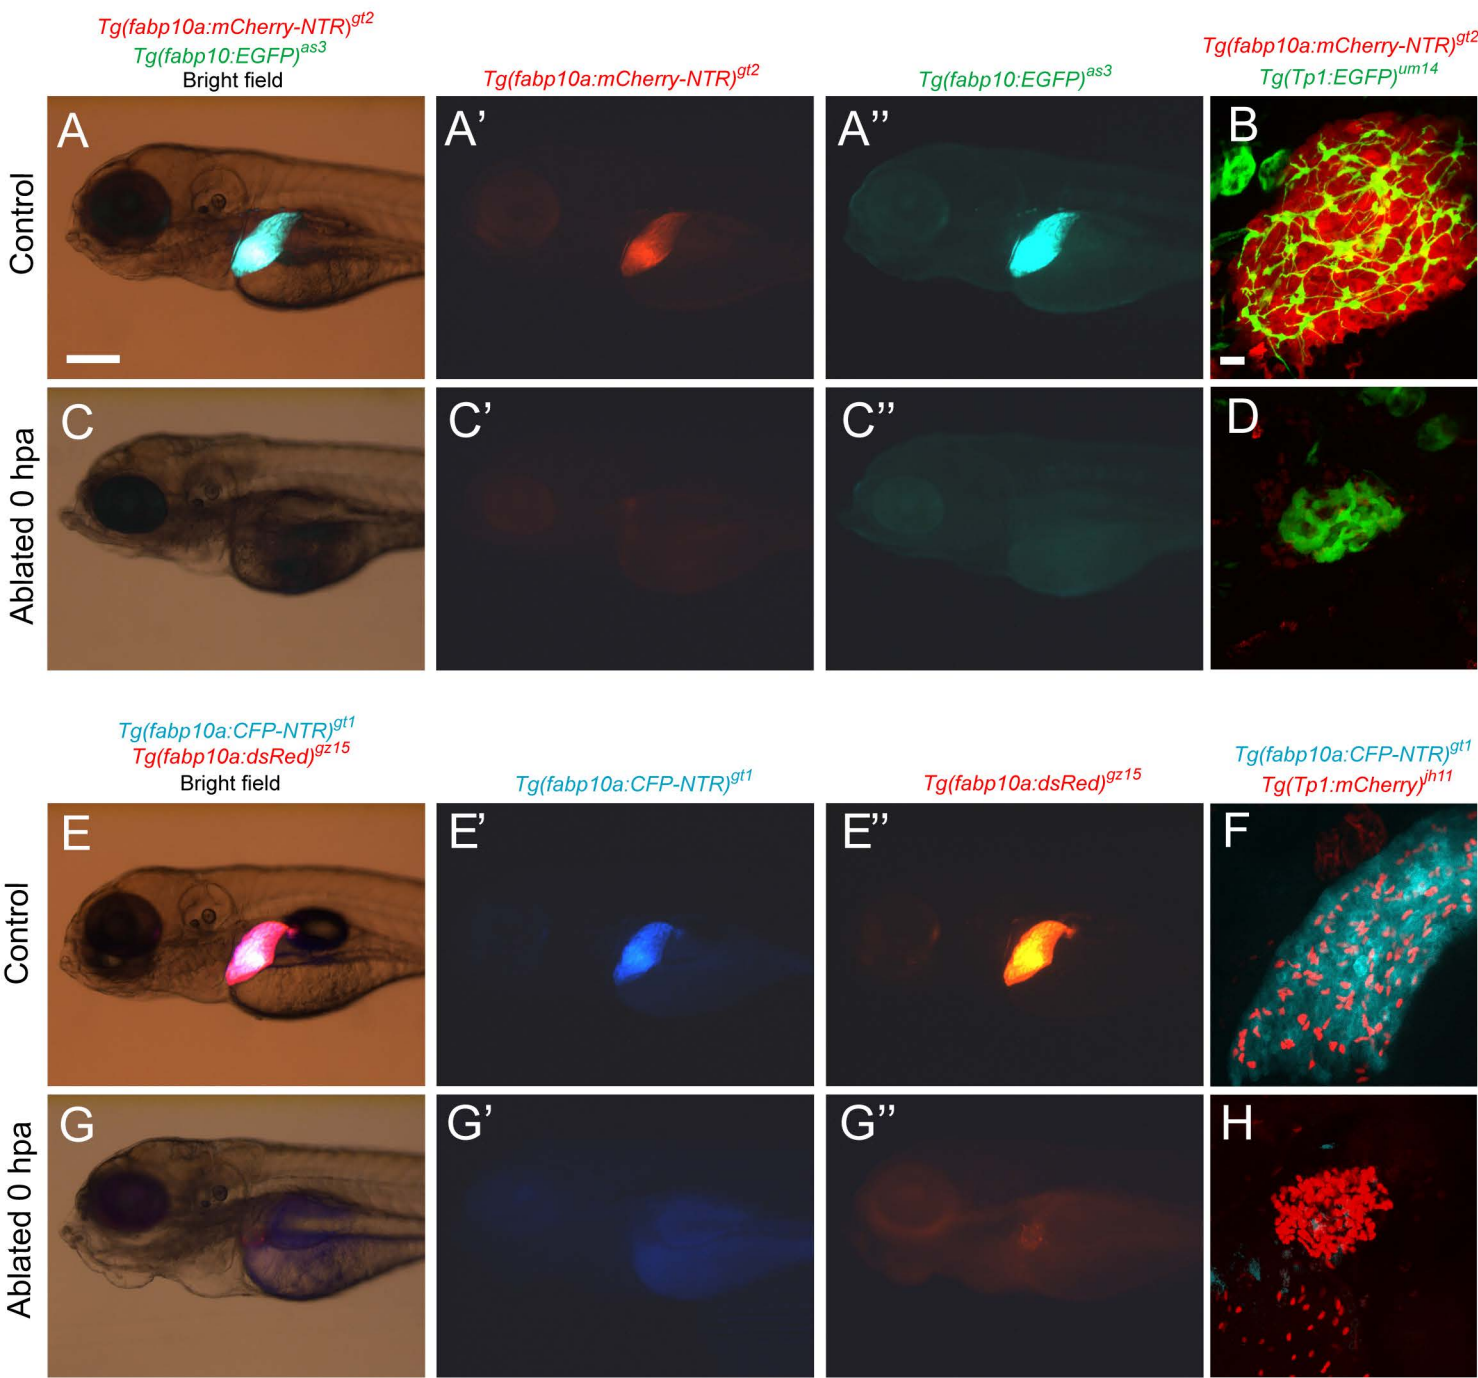 Tg(fabp10a:mCherry-NTR)gt2
Tg(fabp10:EGFP)as3
Bright field
Tg(fabp10a:mCherry-NTR)gt2
Tg(fabp10:EGFP)as3
Tg(fabp10a:mCherry-NTR)gt2
Tg(Tp1:EGFP)um14
Control
A
A’
A’’
B
Ablated 0 hpa
C
C’
C’’
D
Tg(fabp10a:CFP-NTR)gt1
Tg(fabp10a:dsRed)gz15
Bright field
Tg(fabp10a:CFP-NTR)gt1
Tg(fabp10a:dsRed)gz15
Tg(fabp10a:CFP-NTR)gt1
Tg(Tp1:mCherry)jh11
Control
E
E’
E’’
F
Ablated 0 hpa
G
G’
G’’
H